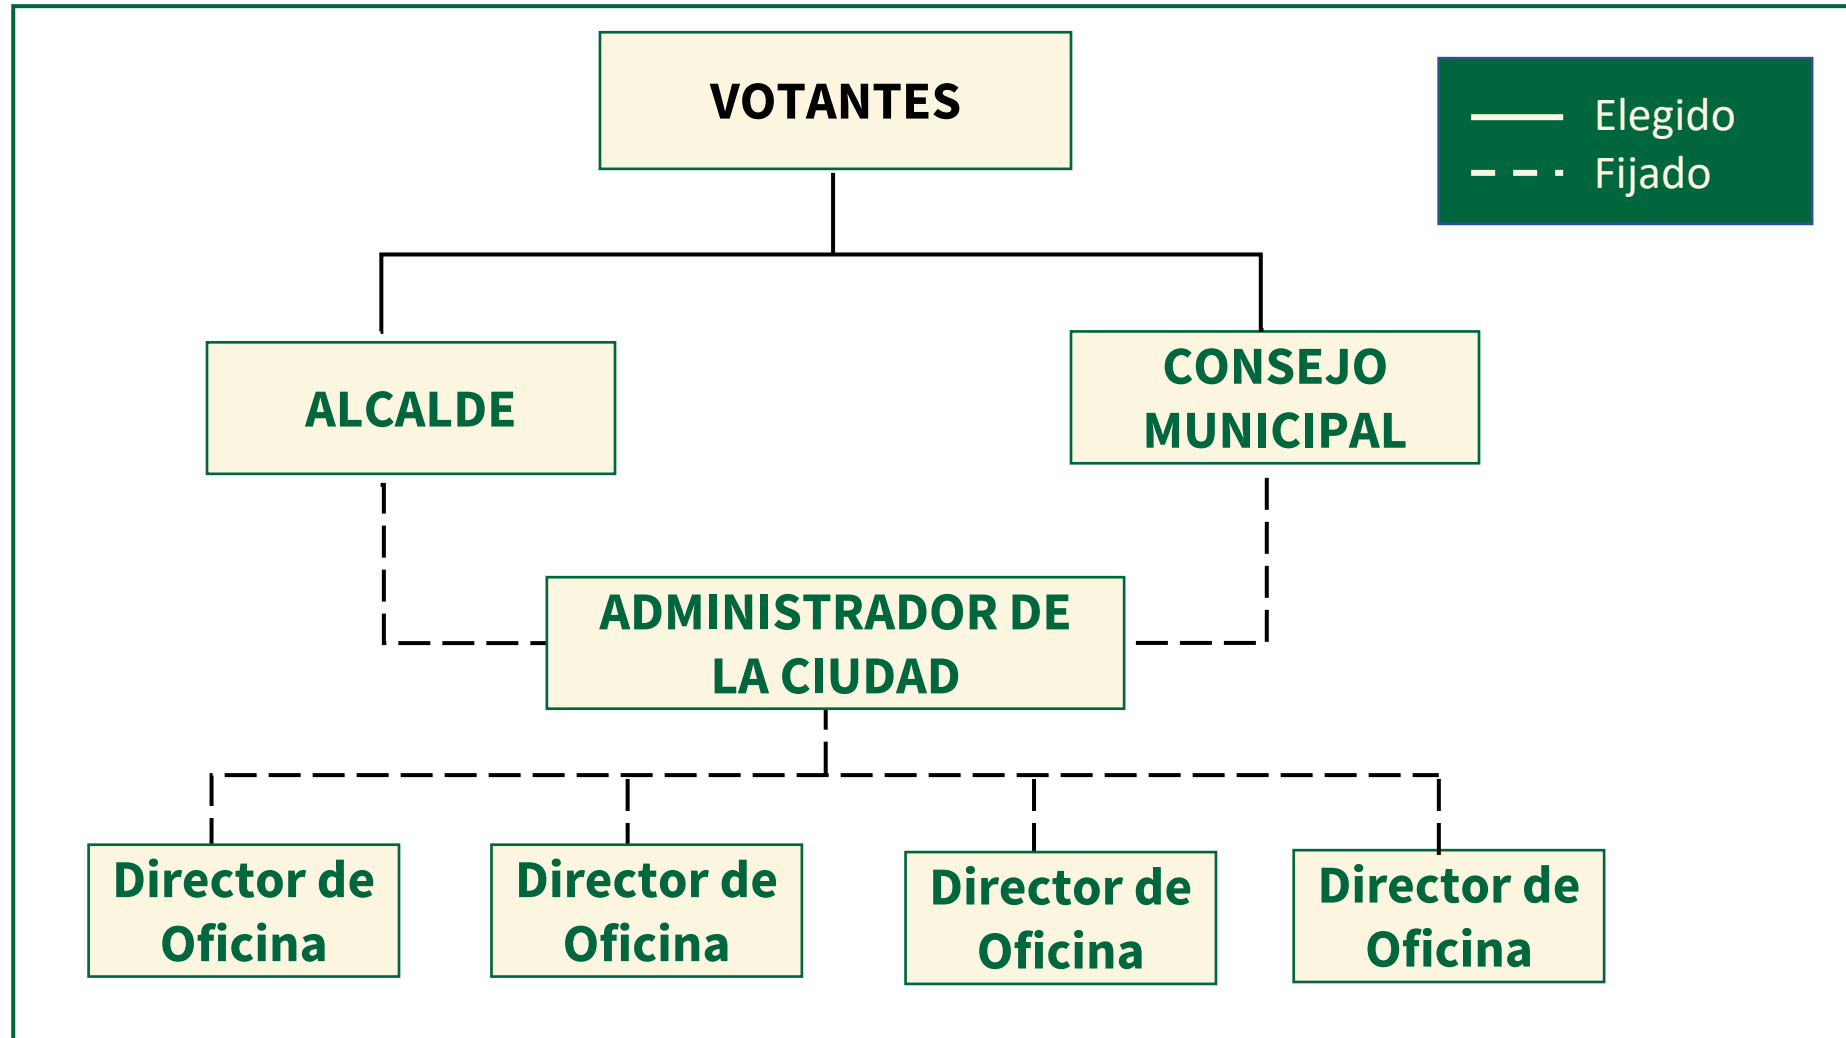 VOTANTES
Elegido
Fijado
ALCALDE
CONSEJO
MUNICIPAL
ADMINISTRADOR DE
LA CIUDAD
Director de
Oficina
Director de
Oficina
Director de
Oficina
Director de
Oficina